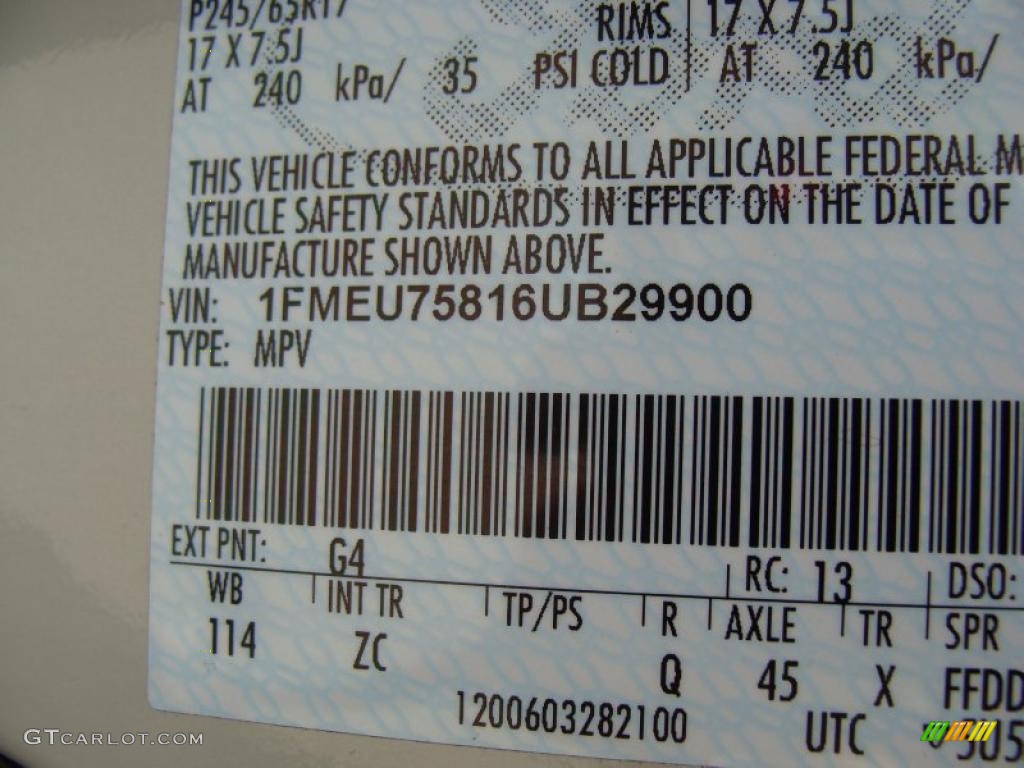 P245/65R17
RIMS 17 X 7.5J
17 X 7.5J
AT 240 kPa/ 35 PSI COLD AT 240 kPa/
THIS VEHICLE CONFORMS TO ALL APPLICABLE FEDERAL M
VEHICLE SAFETY STANDARDS IN EFFECT ON THE DATE OF
MANUFACTURE SHOWN ABOVE.
VIN: 1FMEU75816UB29900
TYPE: MPV
EXT PNT: G4 RC: 13 DSO:
WB INT TR TP/PS R AXLE TR SPR
114 ZC Q 45 X FFDD
1200603282100 UTC
GTCARLOT.COM